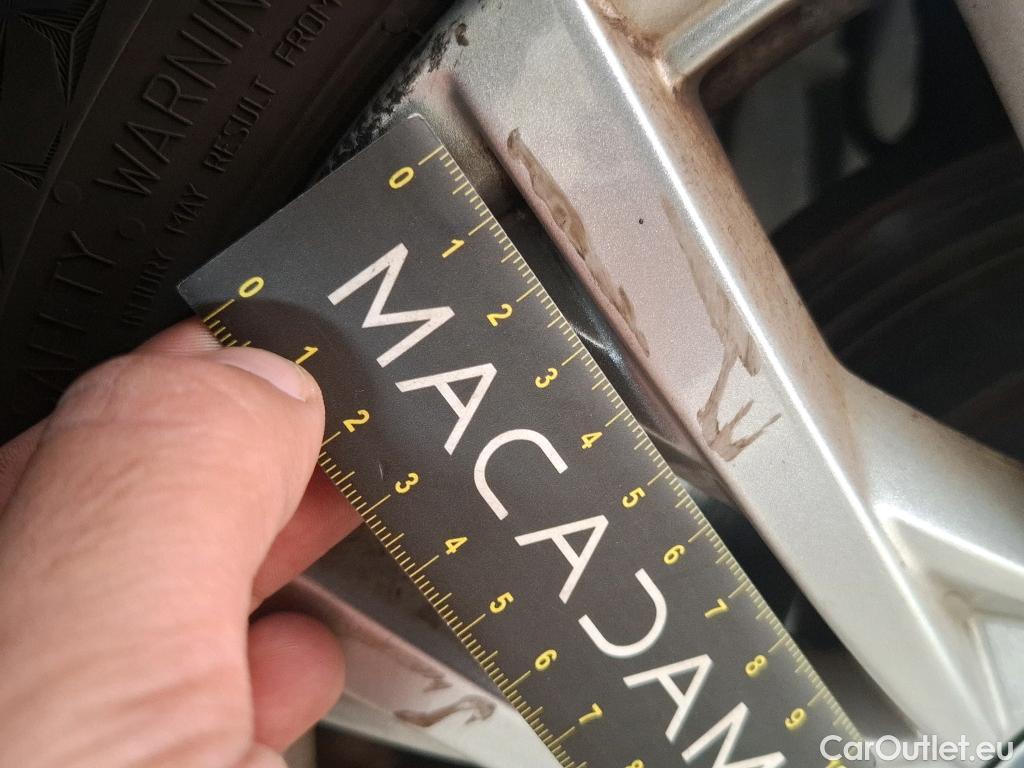 WARNIN
SAFETY
INJURY MAY RESULT FROM
0 1 2 3 4 5 6 7 8 9
MACADAM
0 1 2 3 4 5 6 7 8
CarOutlet.eu